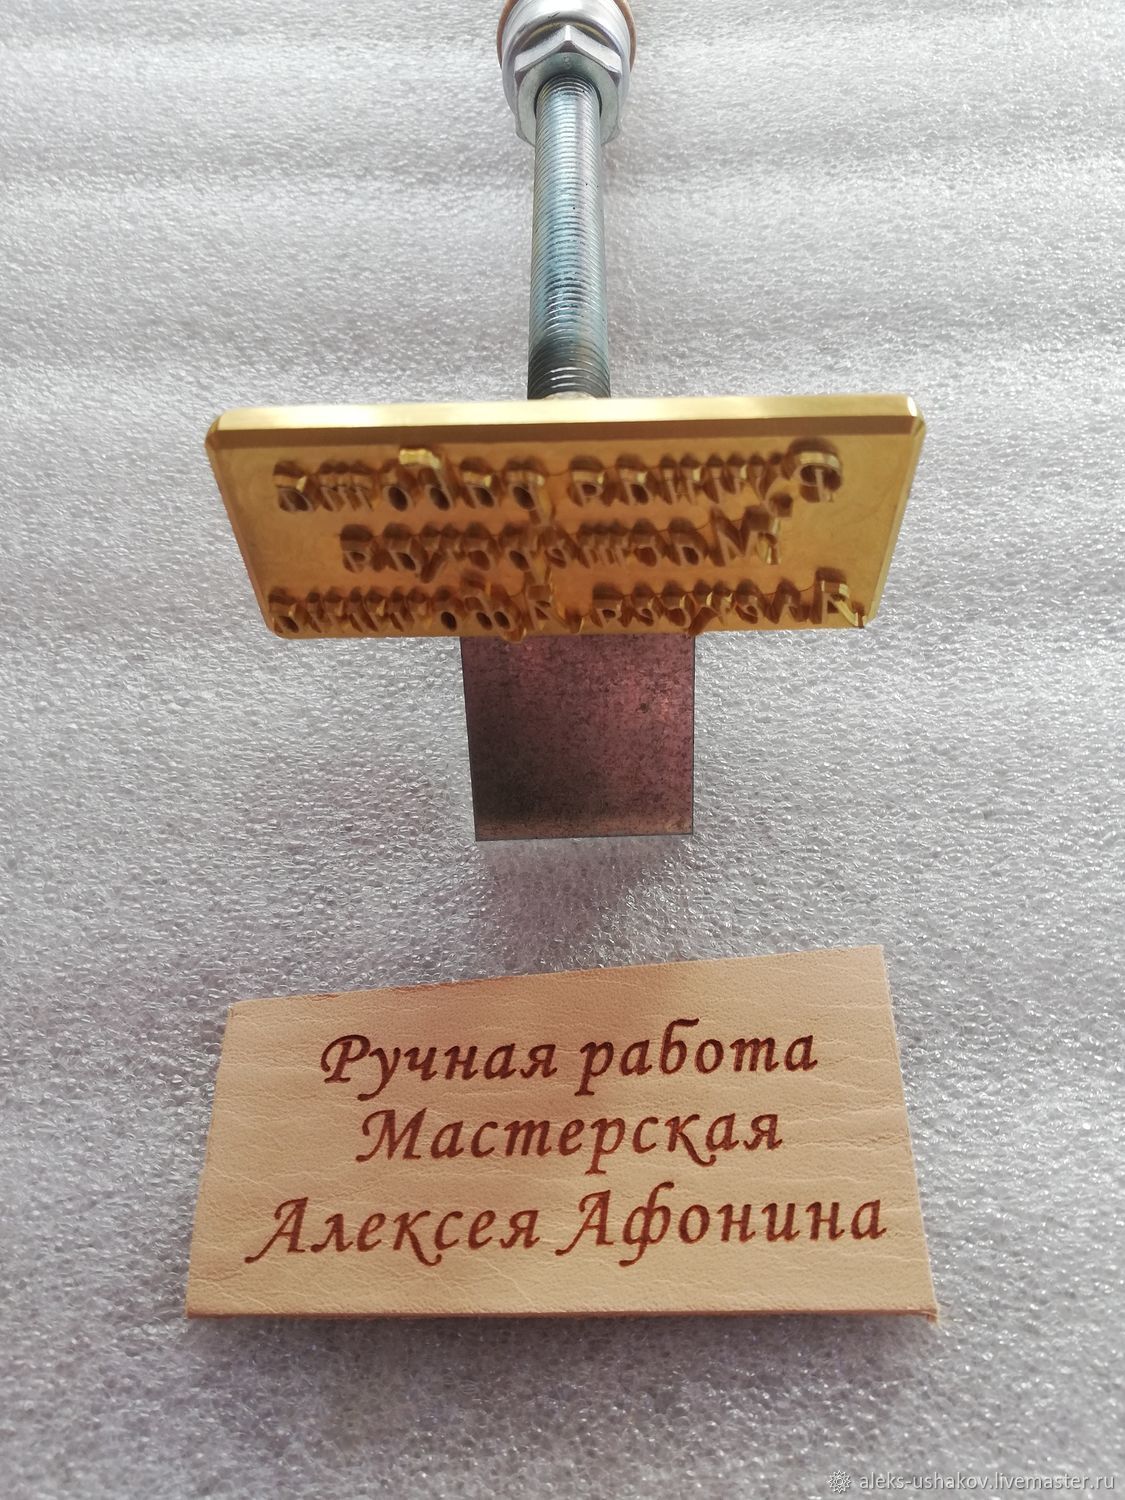 Ручная работа
Мастерская
Алексея Афонина
aleks-ushakov.livemaster.ru